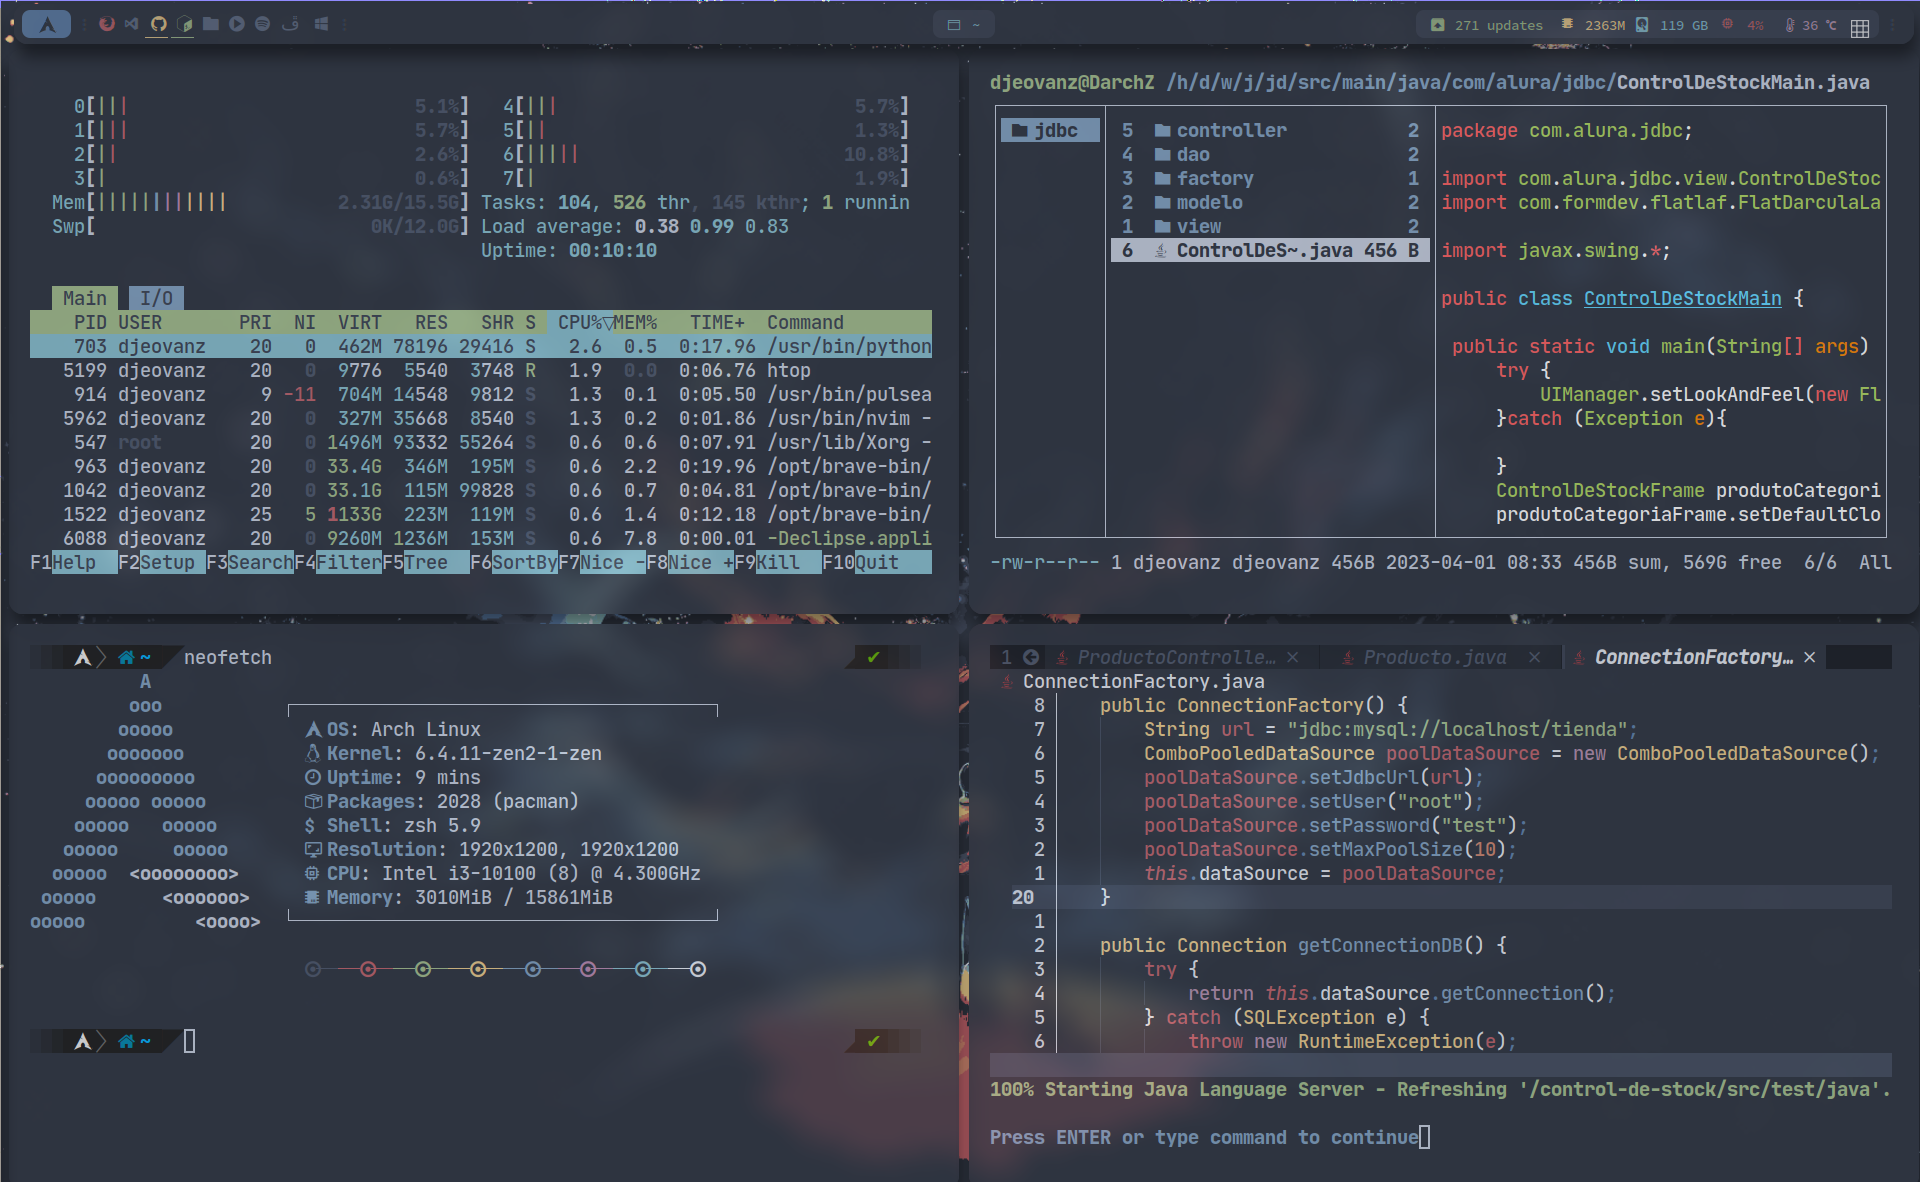 ~
271 updates 2363M 119 GB 4% 36 ℃
0[||| 5.1%] 4[||| 5.7%]
1[||| 5.7%] 5[|| 1.3%]
2[|| 2.6%] 6[||||| 10.8%]
3[| 0.6%] 7[| 1.9%]
Mem[|||||||||||| 2.31G/15.5G] Tasks: 104, 526 thr, 145 kthr; 1 runnin
Swp[ 0K/12.0G] Load average: 0.38 0.99 0.83
Uptime: 00:10:10
Main I/O
PID USER PRI NI VIRT RES SHR S CPU%▽MEM% TIME+ Command
703 djeovanz 20 0 462M 78196 29416 S 2.6 0.5 0:17.96 /usr/bin/python
5199 djeovanz 20 0 9776 5540 3748 R 1.9 0.0 0:06.76 htop
914 djeovanz 9 -11 704M 14548 9812 S 1.3 0.1 0:05.50 /usr/bin/pulsea
5962 djeovanz 20 0 327M 35668 8540 S 1.3 0.2 0:01.86 /usr/bin/nvim -
547 root 20 0 1496M 93332 55264 S 0.6 0.6 0:07.91 /usr/lib/Xorg -
963 djeovanz 20 0 33.4G 346M 195M S 0.6 2.2 0:19.96 /opt/brave-bin/
1042 djeovanz 20 0 33.1G 115M 99828 S 0.6 0.7 0:04.81 /opt/brave-bin/
1522 djeovanz 25 5 1133G 223M 119M S 0.6 1.4 0:12.18 /opt/brave-bin/
6088 djeovanz 20 0 9260M 1236M 153M S 0.6 7.8 0:00.01 -Declipse.appli
F1Help F2Setup F3SearchF4FilterF5Tree F6SortByF7Nice -F8Nice +F9Kill F10Quit
djeovanz@DarchZ /h/d/w/j/jd/src/main/java/com/alura/jdbc/ControlDeStockMain.java
jdbc
5 controller 2
4 dao 2
3 factory 1
2 modelo 2
1 view 2
6 ControlDeS~.java 456 B
package com.alura.jdbc;
import com.alura.jdbc.view.ControlDeStoc
import com.formdev.flatlaf.FlatDarculaLa
import javax.swing.*;
public class ControlDeStockMain {
public static void main(String[] args)
try {
UIManager.setLookAndFeel(new Fl
}catch (Exception e){
}
ControlDeStockFrame produtoCategori
produtoCategoriaFrame.setDefaultClo
-rw-r--r-- 1 djeovanz djeovanz 456B 2023-04-01 08:33 456B sum, 569G free 6/6 All
~ neofetch ✔
A
ooo
ooooo
ooooooo
ooooooooo
ooooo ooooo
ooooo ooooo
ooooo ooooo
ooooo <oooooooo>
ooooo <oooooo>
ooooo <oooo>
OS: Arch Linux
Kernel: 6.4.11-zen2-1-zen
Uptime: 9 mins
Packages: 2028 (pacman)
$ Shell: zsh 5.9
Resolution: 1920x1200, 1920x1200
CPU: Intel i3-10100 (8) @ 4.300GHz
Memory: 3010MiB / 15861MiB
~ ✔
1 ProductoControlle… × Producto.java × ConnectionFactory… ×
ConnectionFactory.java
8 public ConnectionFactory() {
7 String url = "jdbc:mysql://localhost/tienda";
6 ComboPooledDataSource poolDataSource = new ComboPooledDataSource();
5 poolDataSource.setJdbcUrl(url);
4 poolDataSource.setUser("root");
3 poolDataSource.setPassword("test");
2 poolDataSource.setMaxPoolSize(10);
1 this.dataSource = poolDataSource;
20 }
1
2 public Connection getConnectionDB() {
3 try {
4 return this.dataSource.getConnection();
5 } catch (SQLException e) {
6 throw new RuntimeException(e);
100% Starting Java Language Server - Refreshing '/control-de-stock/src/test/java'.
Press ENTER or type command to continue